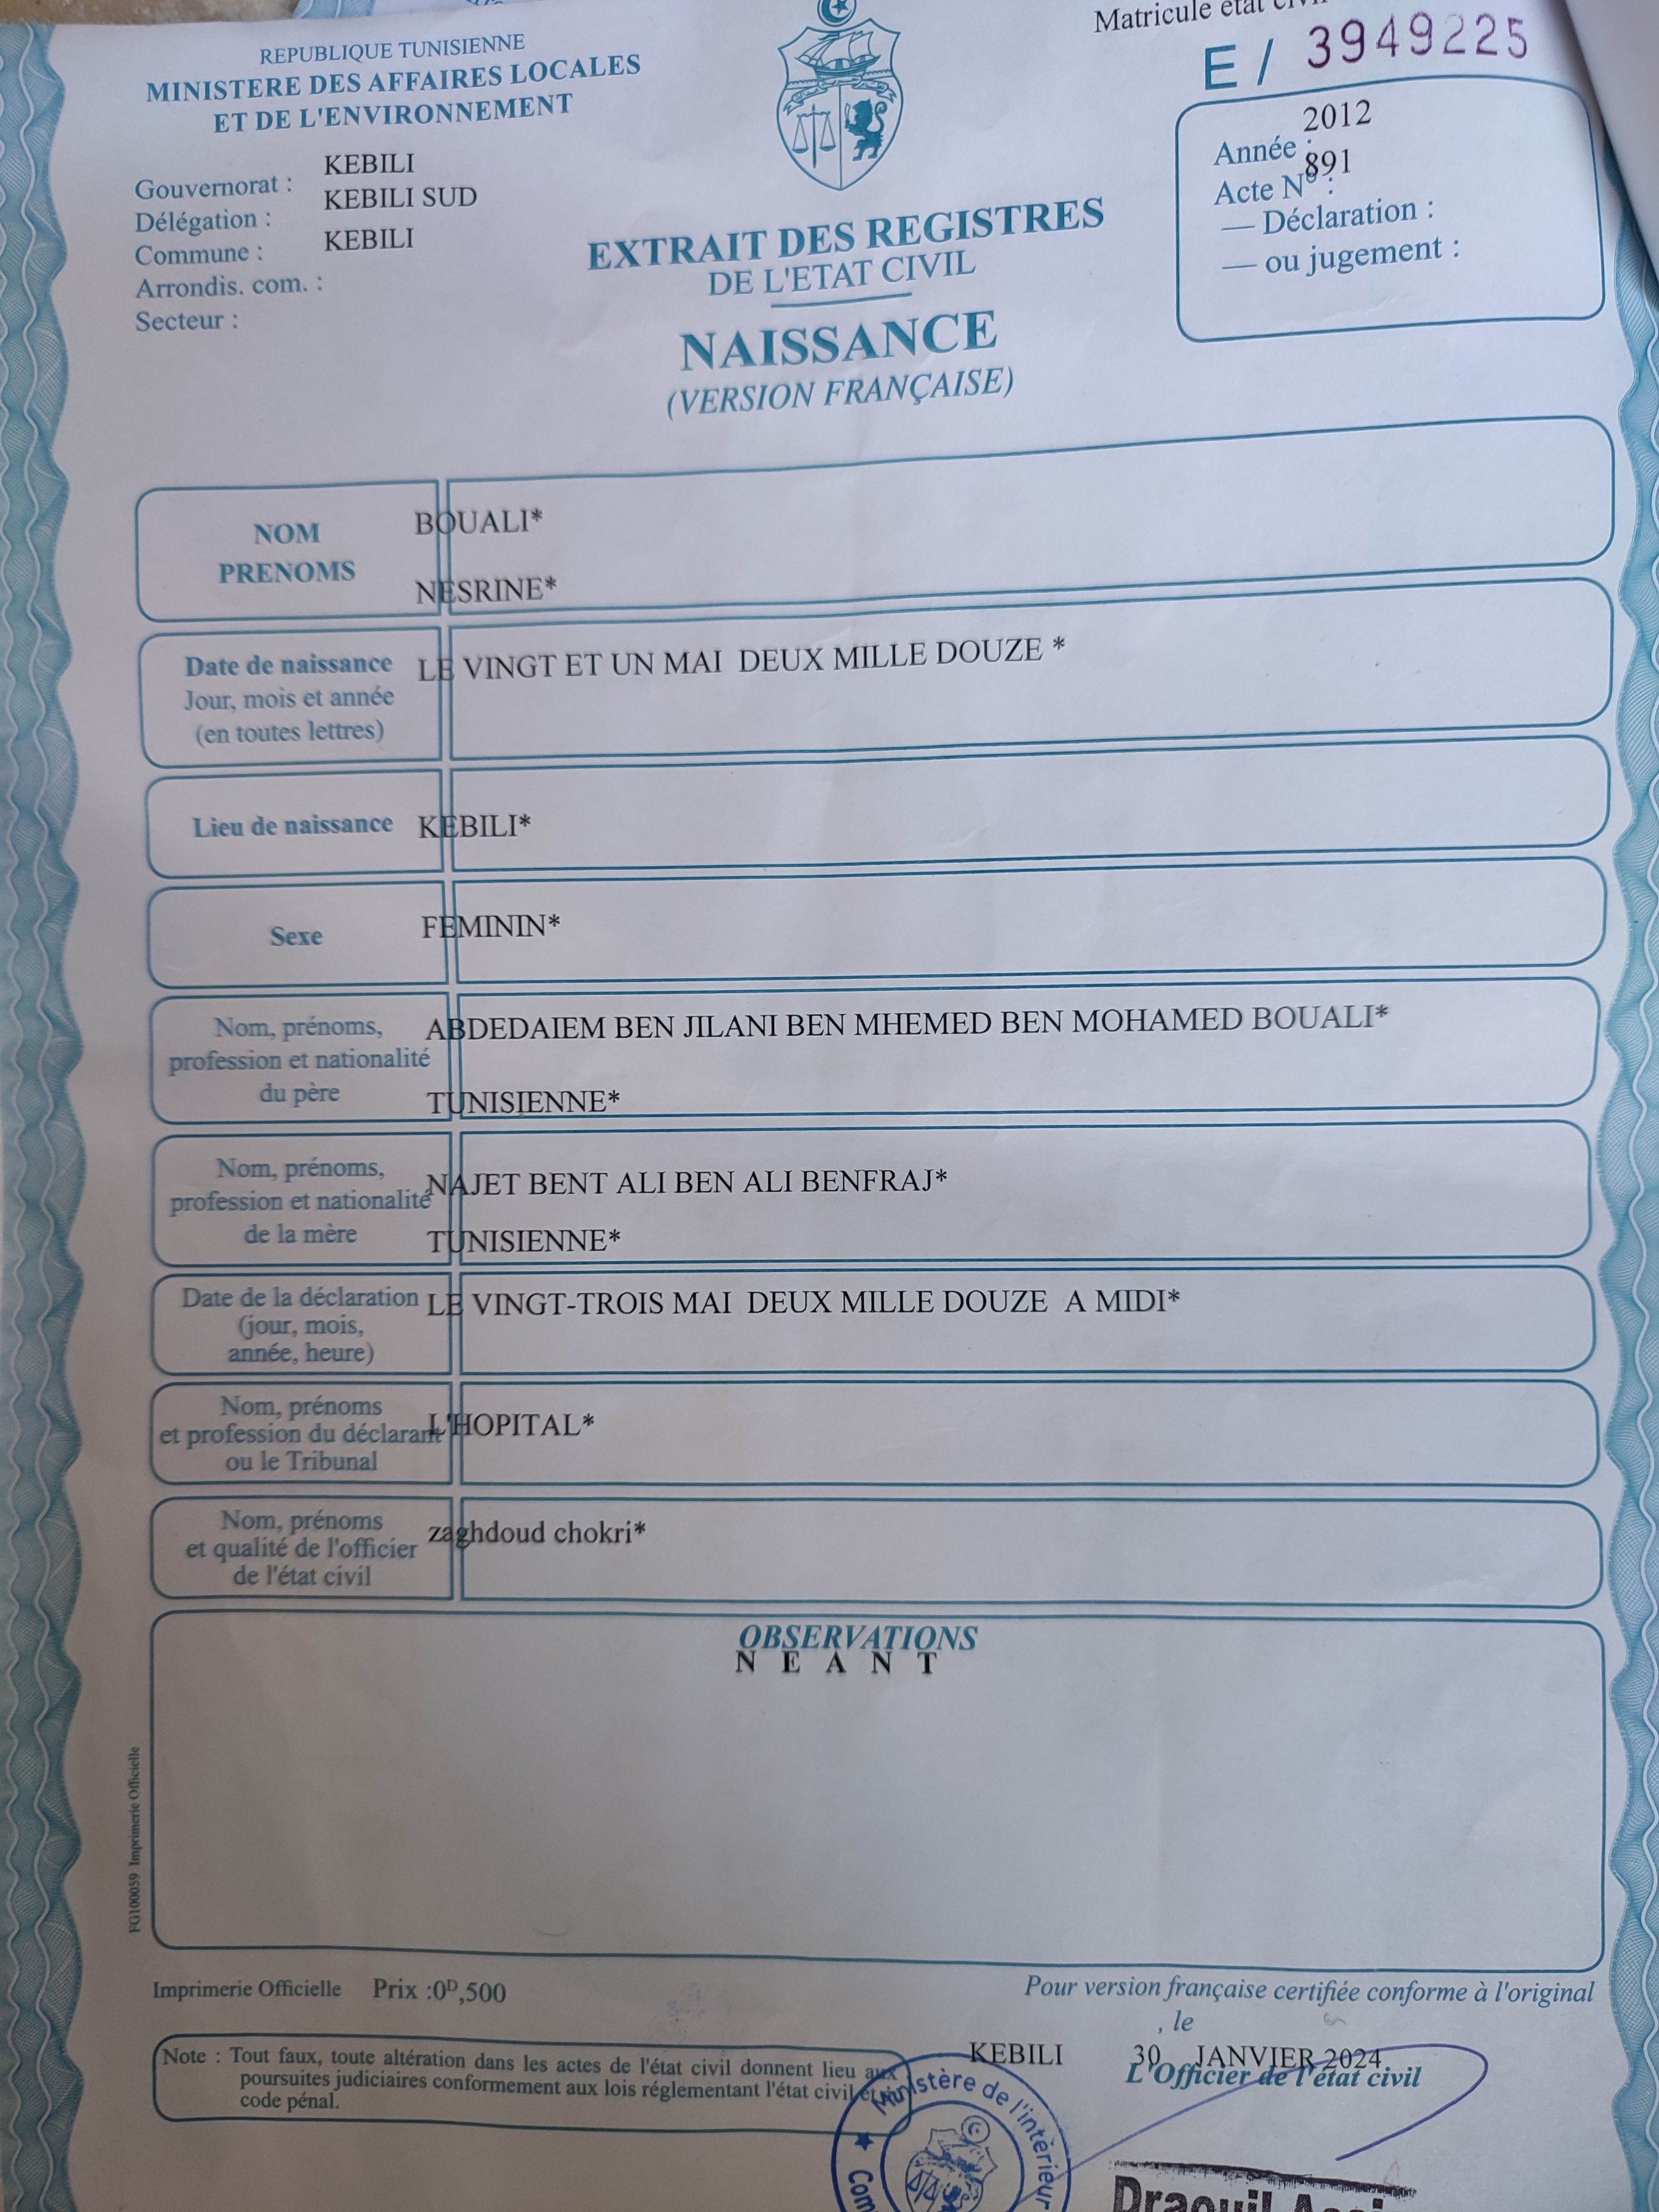 REPUBLIQUE TUNISIENNE
MINISTERE DES AFFAIRES LOCALES
ET DE L'ENVIRONNEMENT
Gouvernorat : KEBILI
Délégation : KEBILI SUD
Commune : KEBILI
Arrondis. com. :
Secteur :
Matricule état
E / 3949225
Année : 2012
Acte N° : 891
— Déclaration :
— ou jugement :
EXTRAIT DES REGISTRES
DE L'ETAT CIVIL
NAISSANCE
(VERSION FRANÇAISE)
NOM BOUALI*
PRENOMS NESRINE*
Date de naissance LE VINGT ET UN MAI DEUX MILLE DOUZE *
Jour, mois et année
(en toutes lettres)
Lieu de naissance KEBILI*
Sexe FEMININ*
Nom, prénoms, ABDEDAIEM BEN JILANI BEN MHEMED BEN MOHAMED BOUALI*
profession et nationalité
du père TUNISIENNE*
Nom, prénoms,
profession et nationalité NAJET BENT ALI BEN ALI BENFRAJ*
de la mère TUNISIENNE*
Date de la déclaration LE VINGT-TROIS MAI DEUX MILLE DOUZE A MIDI*
(jour, mois,
année, heure)
Nom, prénoms
et profession du déclarant L'HOPITAL*
ou le Tribunal
Nom, prénoms zaghdoud chokri*
et qualité de l'officier
de l'état civil
OBSERVATIONS
N E A N T
FG100059 Imprimerie Officielle
Imprimerie Officielle Prix :0ᴰ,500
Pour version française certifiée conforme à l'original
, le
KEBILI 30 JANVIER 2024
L'Officier de l'état civil
Note : Tout faux, toute altération dans les actes de l'état civil donnent lieu aux
poursuites judiciaires conformement aux lois réglementant l'état civil et
code pénal.
Ministère de l'intèrieur
Com
Draouil